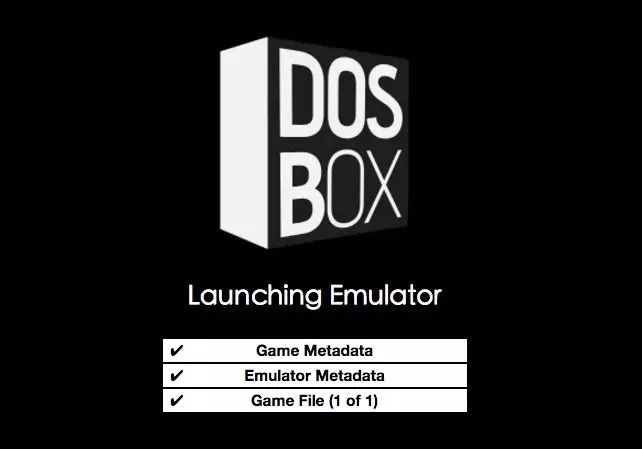 DOS
BOX
Launching Emulator
✔ Game Metadata
✔ Emulator Metadata
✔ Game File (1 of 1)